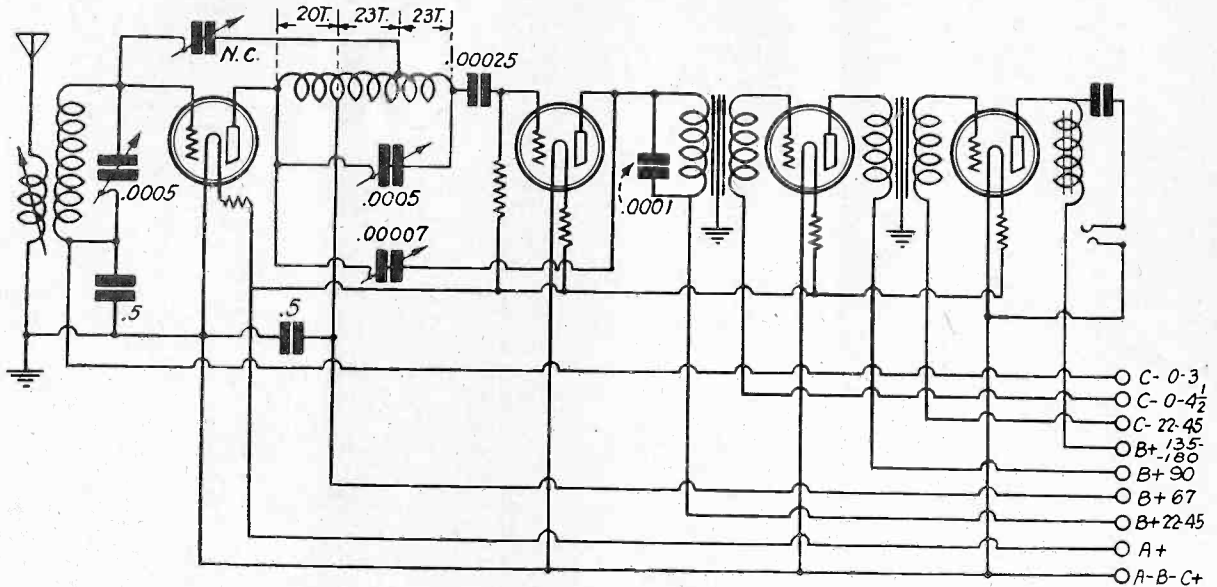 20T. 23T. 23T.
N.C.
.00025
.0005
.0005
.0001
.00007
.5
.5
C- 0-3
C- 0-4½
C- 22-45
B+ 135-
-180
B+ 90
B+ 67
B+ 22-45
A+
A-B-C+